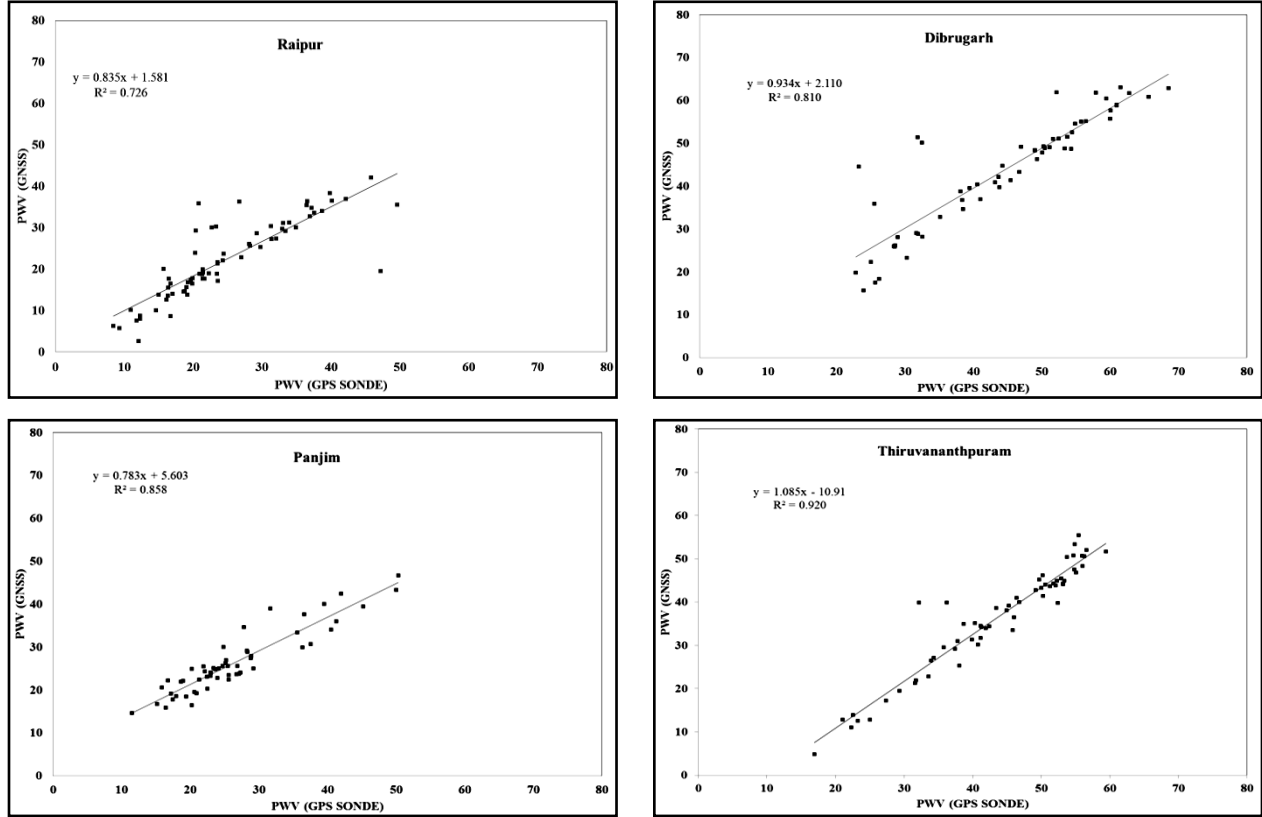 Raipur
y = 0.835x + 1.581
R² = 0.726
PWV (GNSS)
80
70
60
50
40
30
20
10
0
0 10 20 30 40 50 60 70 80
PWV (GPS SONDE)
Dibrugarh
y = 0.934x + 2.110
R² = 0.810
PWV (GNSS)
80
70
60
50
40
30
20
10
0
0 10 20 30 40 50 60 70 80
PWV (GPS SONDE)
Panjim
y = 0.783x + 5.603
R² = 0.858
PWV (GNSS)
80
70
60
50
40
30
20
10
0
0 10 20 30 40 50 60 70 80
PWV (GPS SONDE)
Thiruvananthpuram
y = 1.085x - 10.91
R² = 0.920
PWV (GNSS)
80
70
60
50
40
30
20
10
0
0 10 20 30 40 50 60 70 80
PWV (GPS SONDE)